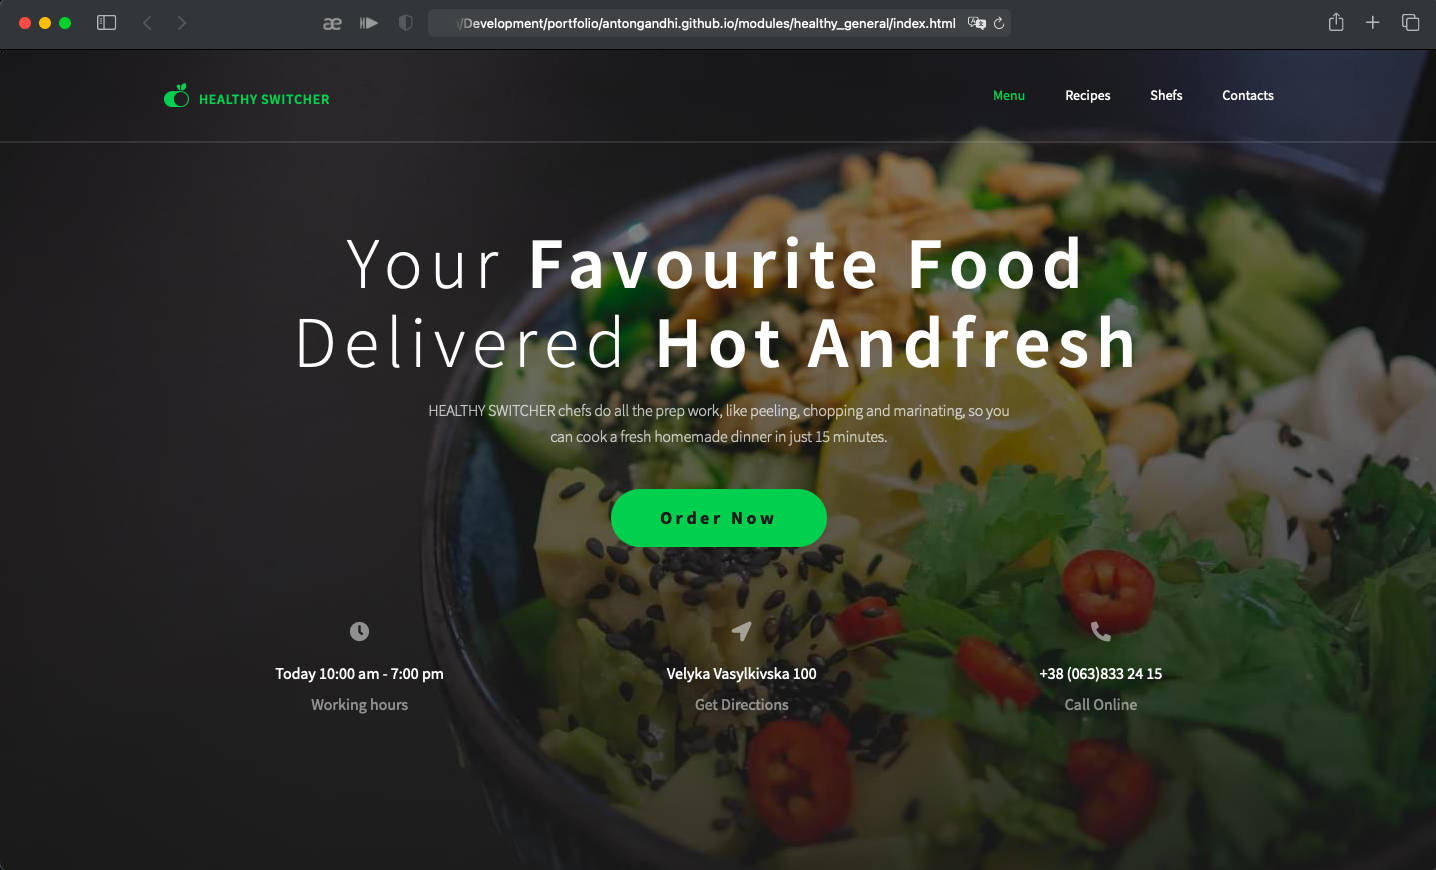 /Development/portfolio/antongandhi.github.io/modules/healthy_general/index.html
HEALTHY SWITCHER
Menu Recipes Shefs Contacts
Your Favourite Food
Delivered Hot Andfresh
HEALTHY SWITCHER chefs do all the prep work, like peeling, chopping and marinating, so you
can cook a fresh homemade dinner in just 15 minutes.
Order Now
Today 10:00 am - 7:00 pm Velyka Vasylkivska 100 +38 (063)833 24 15
Working hours Get Directions Call Online